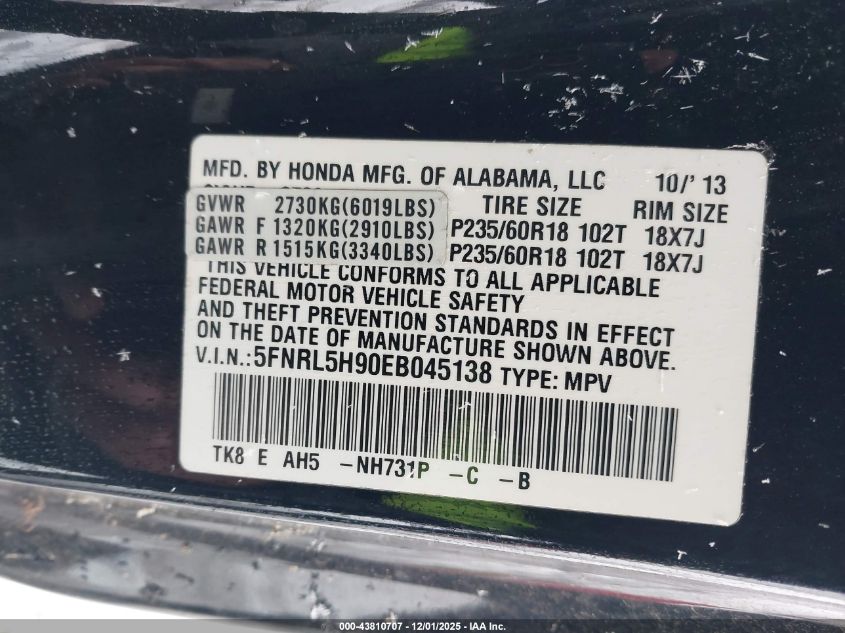 MFD. BY HONDA MFG. OF ALABAMA, LLC 10/' 13
TIRE SIZE RIM SIZE
GVWR 2730KG(6019LBS)
GAWR F 1320KG(2910LBS) P235/60R18 102T 18X7J
GAWR R 1515KG(3340LBS) P235/60R18 102T 18X7J
THIS VEHICLE CONFORMS TO ALL APPLICABLE
FEDERAL MOTOR VEHICLE SAFETY
AND THEFT PREVENTION STANDARDS IN EFFECT
ON THE DATE OF MANUFACTURE SHOWN ABOVE.
V.I.N.:5FNRL5H90EB045138 TYPE: MPV
TK8 E AH5 -NH731P -C -B
000-43810707 - 12/01/2025 - IAA Inc.